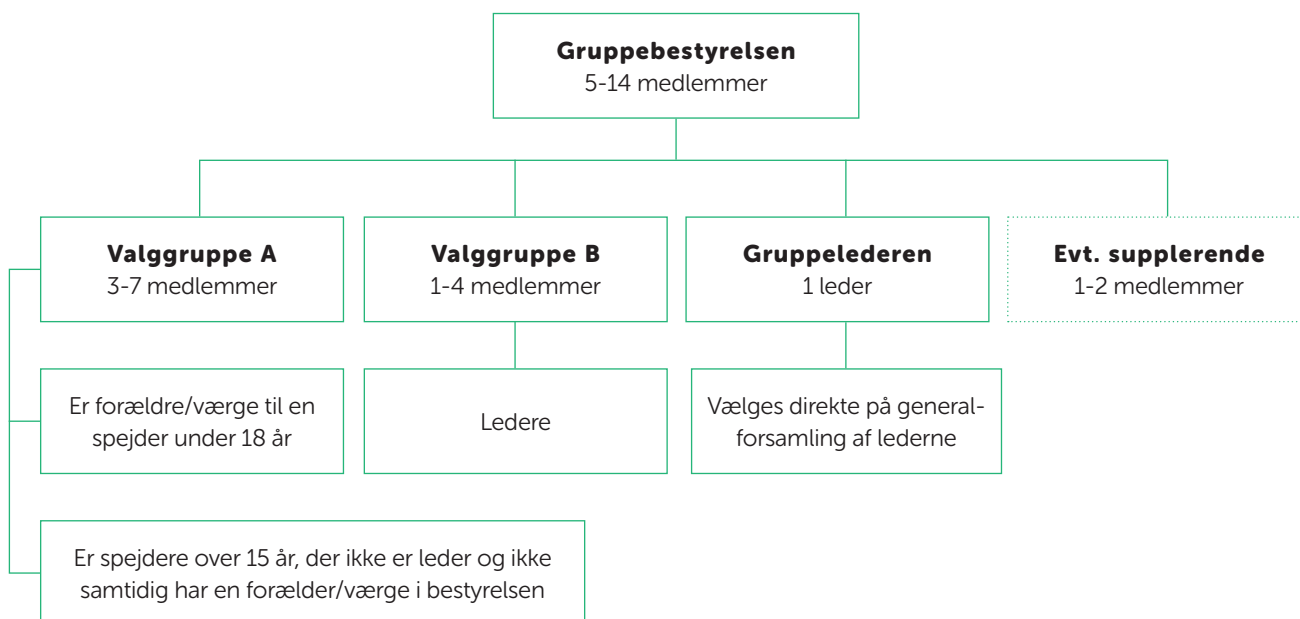 Gruppebestyrelsen
5-14 medlemmer
Valggruppe A
3-7 medlemmer
Valggruppe B
1-4 medlemmer
Gruppelederen
1 leder
Evt. supplerende
1-2 medlemmer
Er forældre/værge til en
spejder under 18 år
Ledere
Vælges direkte på general-
forsamling af lederne
Er spejdere over 15 år, der ikke er leder og ikke
samtidig har en forælder/værge i bestyrelsen